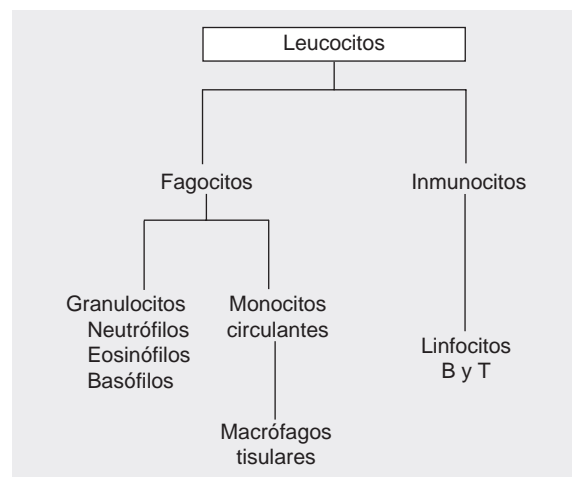 Leucocitos
Fagocitos
Inmunocitos
Granulocitos
Neutrófilos
Eosinófilos
Basófilos
Monocitos
circulantes
Linfocitos
B y T
Macrófagos
tisulares